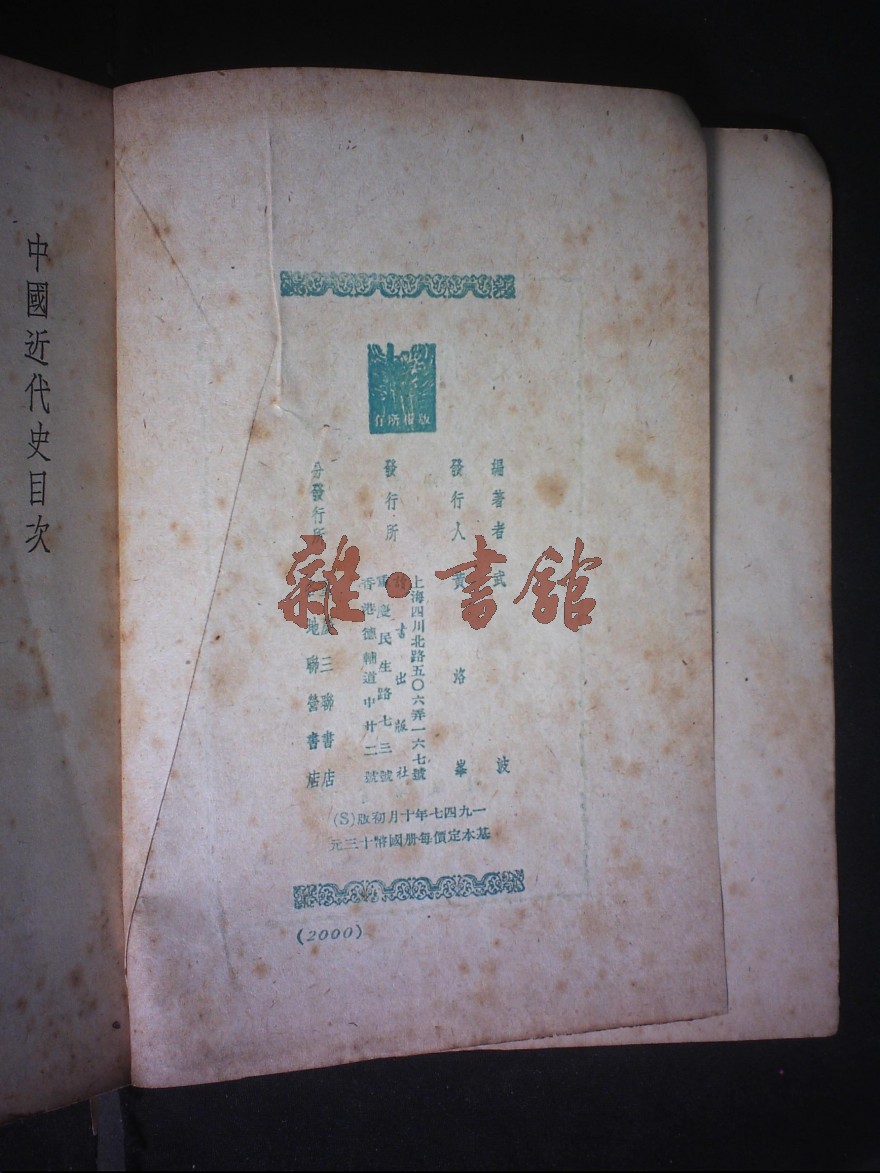 版權所有
編著者 武 波
發行人 黃洛峯
發行所
書出版社
上海四川北路五〇六弄一六七號
慶民生路七三號
香港德輔道中廿二號
分發行所
三聯書店
地聯營書店
一九四七年十月初版(S)
基本定價每册國幣十三元
(2000)
中國近代史目次
雜·書館